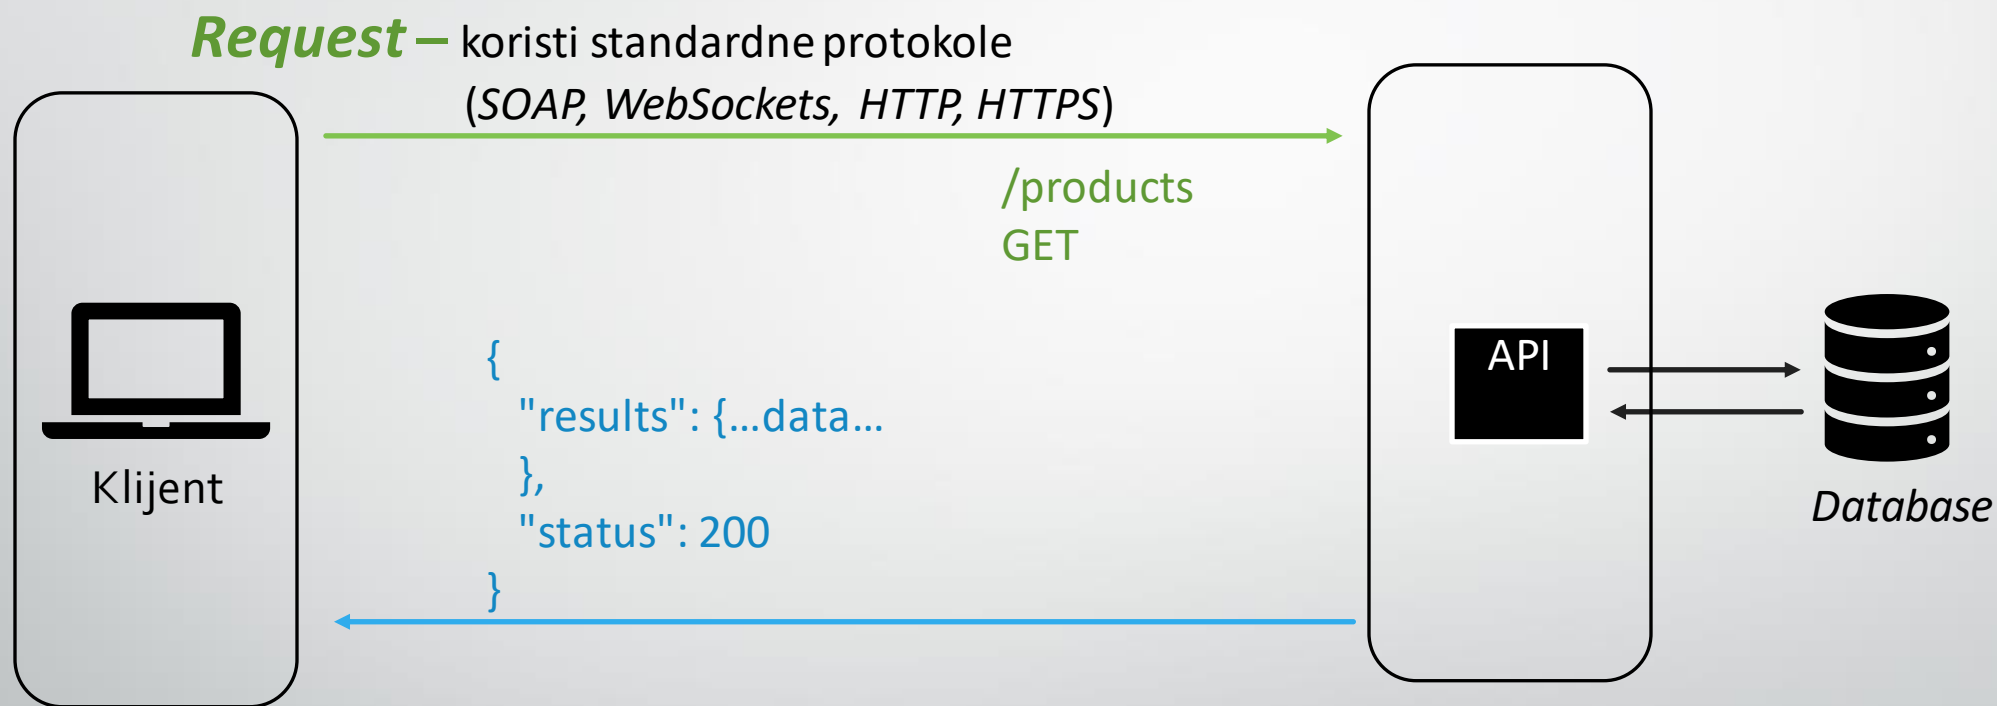 Request – koristi standardne protokole
(SOAP, WebSockets, HTTP, HTTPS)
/products
GET
{
"results": {...data...
},
"status": 200
}
Klijent
API
Database